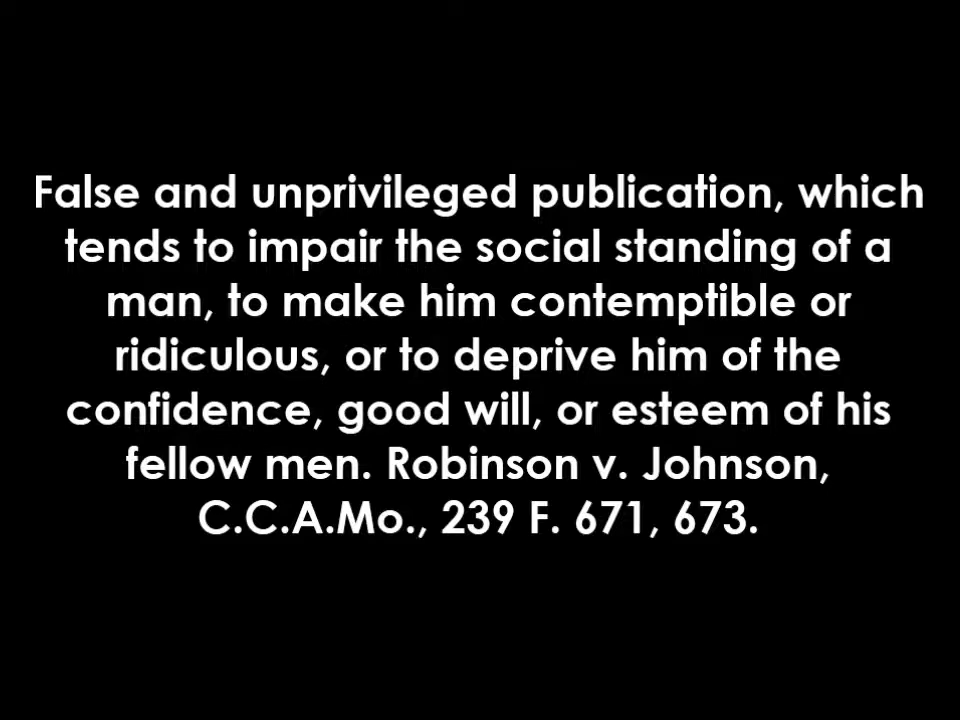 False and unprivileged publication, which
tends to impair the social standing of a
man, to make him contemptible or
ridiculous, or to deprive him of the
confidence, good will, or esteem of his
fellow men. Robinson v. Johnson,
C.C.A.Mo., 239 F. 671, 673.